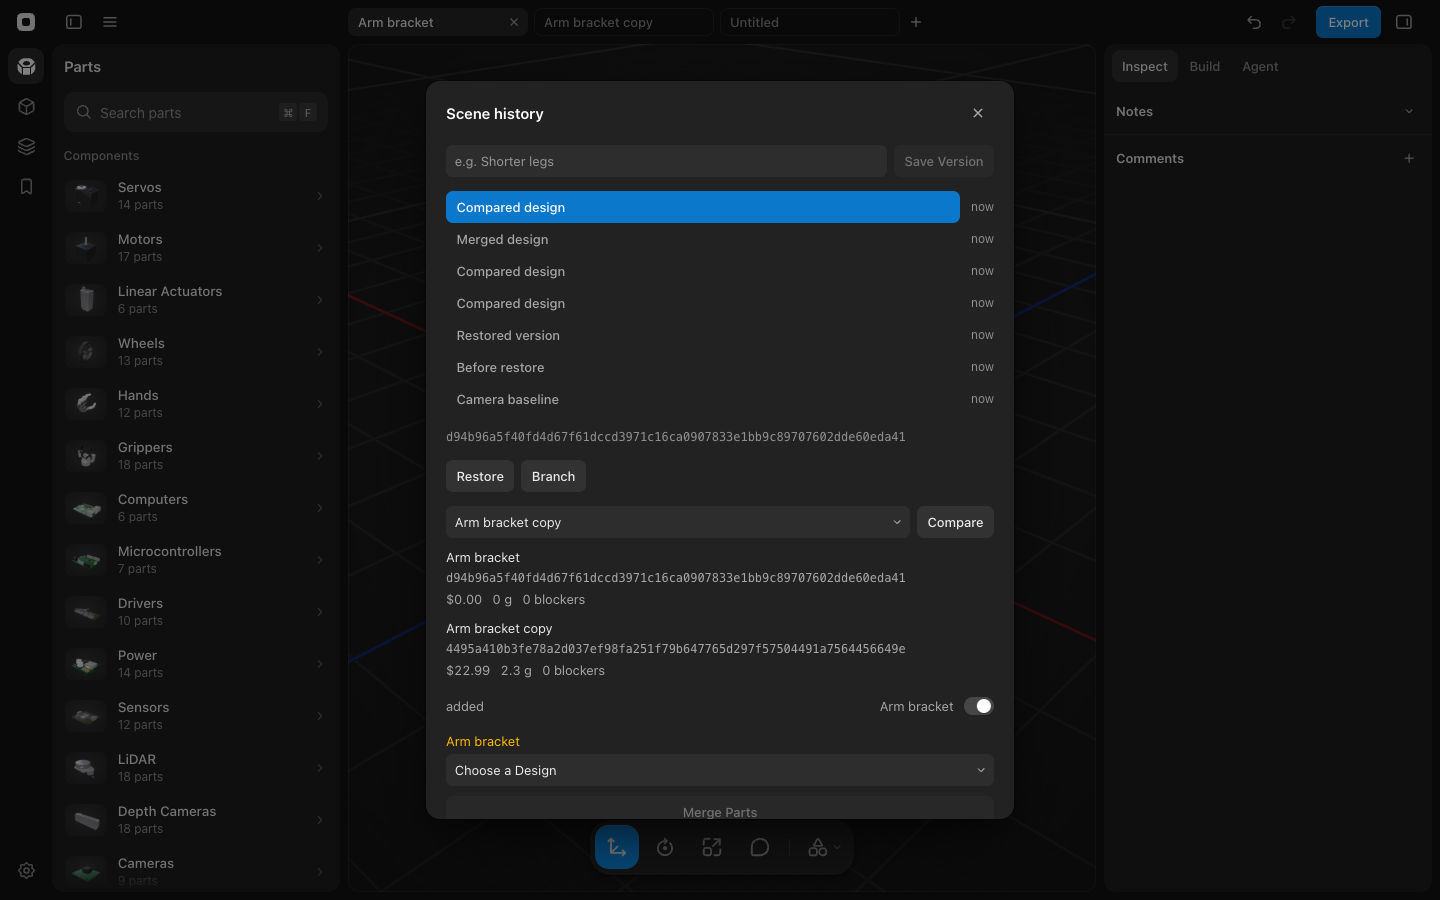 Arm bracket
Arm bracket copy
Untitled
Export
Parts
Search parts
⌘ F
Components
Servos
14 parts
Motors
17 parts
Linear Actuators
6 parts
Wheels
13 parts
Hands
12 parts
Grippers
18 parts
Computers
6 parts
Microcontrollers
7 parts
Drivers
10 parts
Power
14 parts
Sensors
12 parts
LiDAR
18 parts
Depth Cameras
18 parts
Cameras
9 parts
Scene history
e.g. Shorter legs
Save Version
Compared design now
Merged design now
Compared design now
Compared design now
Restored version now
Before restore now
Camera baseline now
d94b96a5f40fd4d67f61dccd3971c16ca0907833e1bb9c89707602dde60eda41
Restore Branch
Arm bracket copy
Compare
Arm bracket
d94b96a5f40fd4d67f61dccd3971c16ca0907833e1bb9c89707602dde60eda41
$0.00 0 g 0 blockers
Arm bracket copy
4495a410b3fe78a2d037ef98fa251f79b647765d297f57504491a7564456649e
$22.99 2.3 g 0 blockers
added
Arm bracket
Arm bracket
Choose a Design
Merge Parts
Inspect Build Agent
Notes
Comments